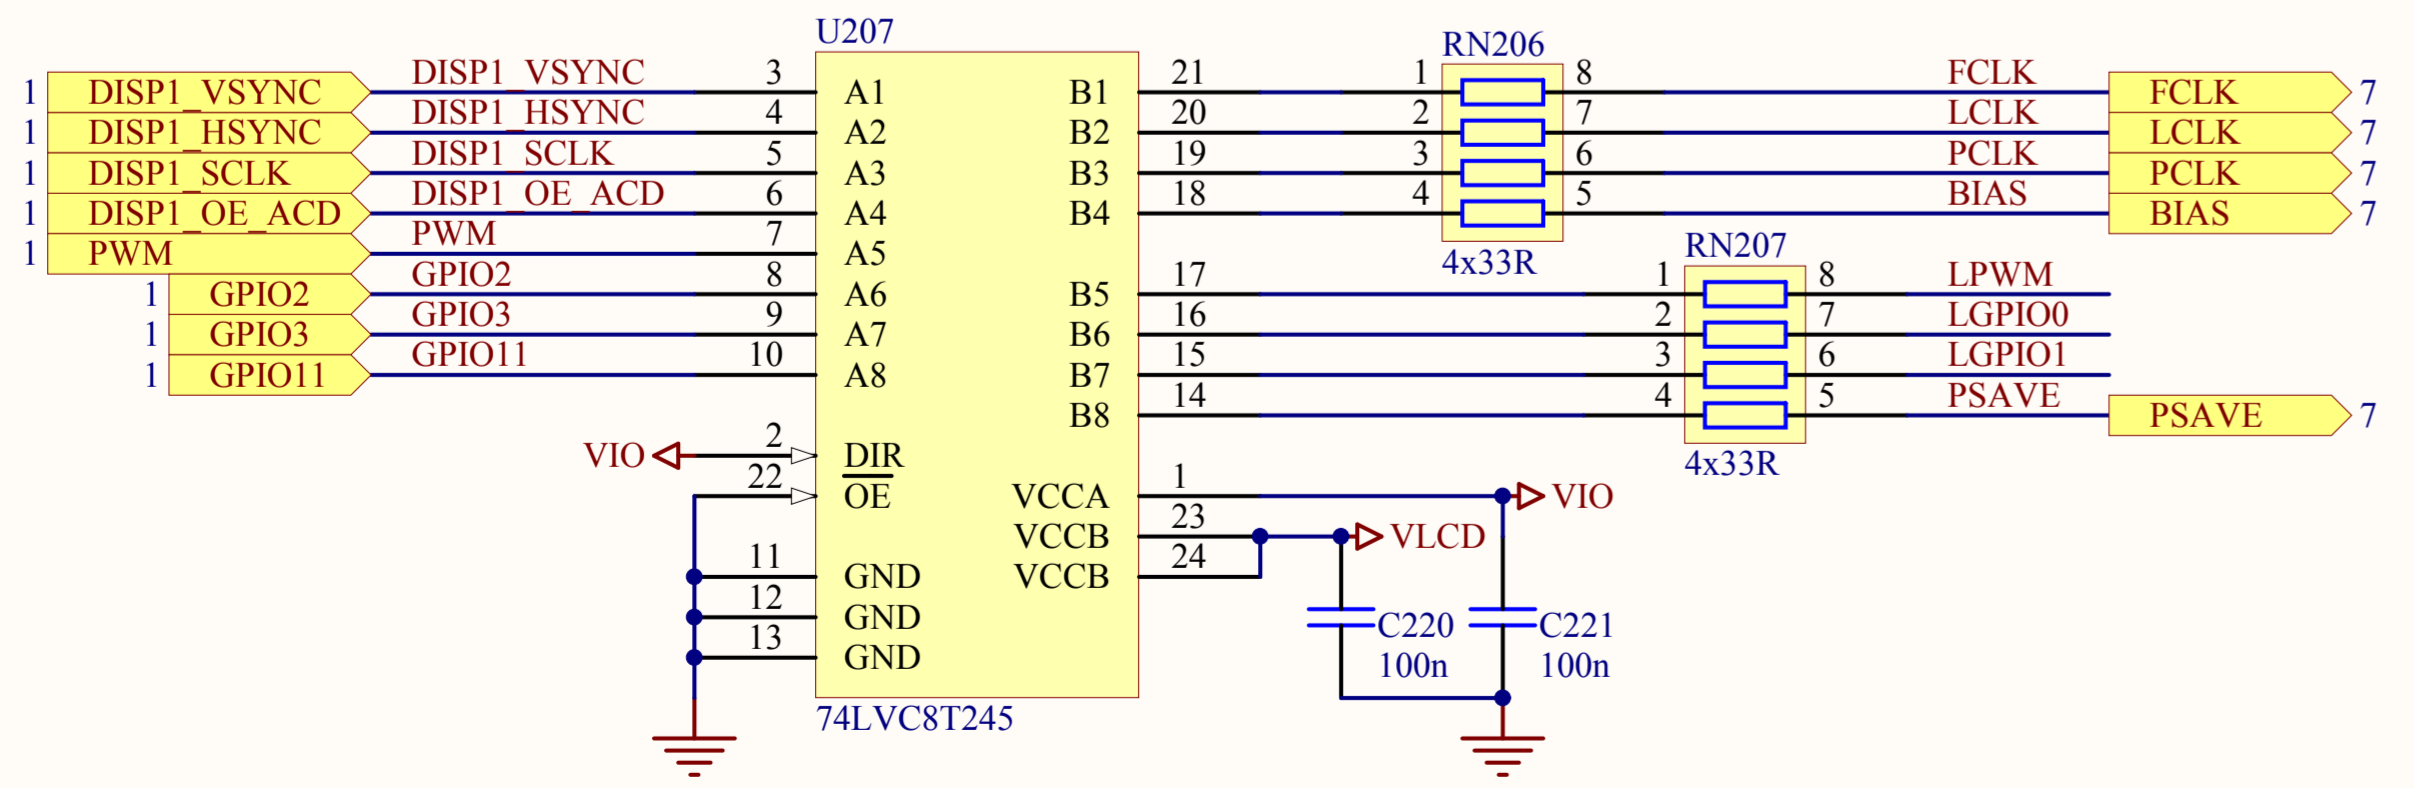 U207
RN206
1 DISP1_VSYNC DISP1_VSYNC 3 A1 B1 21 1 8 FCLK FCLK 7
1 DISP1_HSYNC DISP1_HSYNC 4 A2 B2 20 2 7 LCLK LCLK 7
1 DISP1_SCLK DISP1_SCLK 5 A3 B3 19 3 6 PCLK PCLK 7
1 DISP1_OE_ACD DISP1_OE_ACD 6 A4 B4 18 4 5 BIAS BIAS 7
1 PWM PWM 7 A5 4x33R RN207
1 GPIO2 GPIO2 8 A6 B5 17 1 8 LPWM
1 GPIO3 GPIO3 9 A7 B6 16 2 7 LGPIO0
1 GPIO11 GPIO11 10 A8 B7 15 3 6 LGPIO1
B8 14 4 5 PSAVE PSAVE 7
VIO 2 DIR 4x33R
22 OE VCCA 1 VIO
VCCB 23 VLCD
11 GND VCCB 24
12 GND C220 C221
13 GND 100n 100n
74LVC8T245